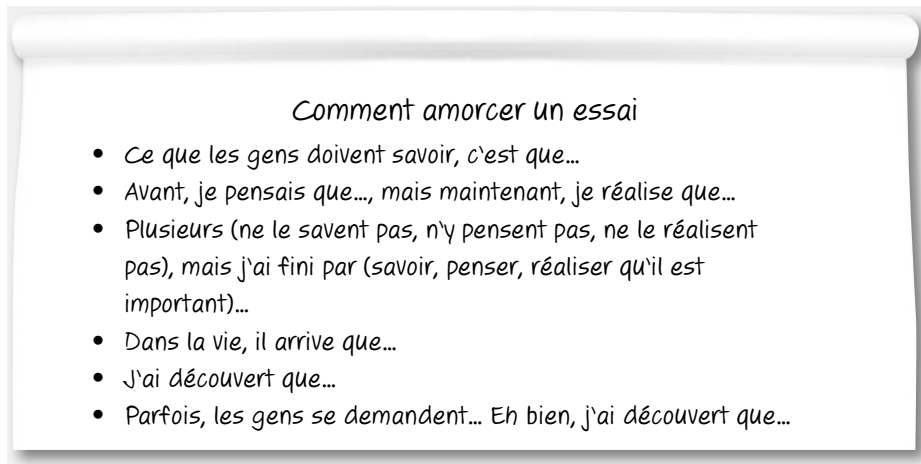 Comment amorcer un essai
• Ce que les gens doivent savoir, c'est que...
• Avant, je pensais que..., mais maintenant, je réalise que...
• Plusieurs (ne le savent pas, n'y pensent pas, ne le réalisent
pas), mais j'ai fini par (savoir, penser, réaliser qu'il est
important)...
• Dans la vie, il arrive que...
• J'ai découvert que...
• Parfois, les gens se demandent... Eh bien, j'ai découvert que...